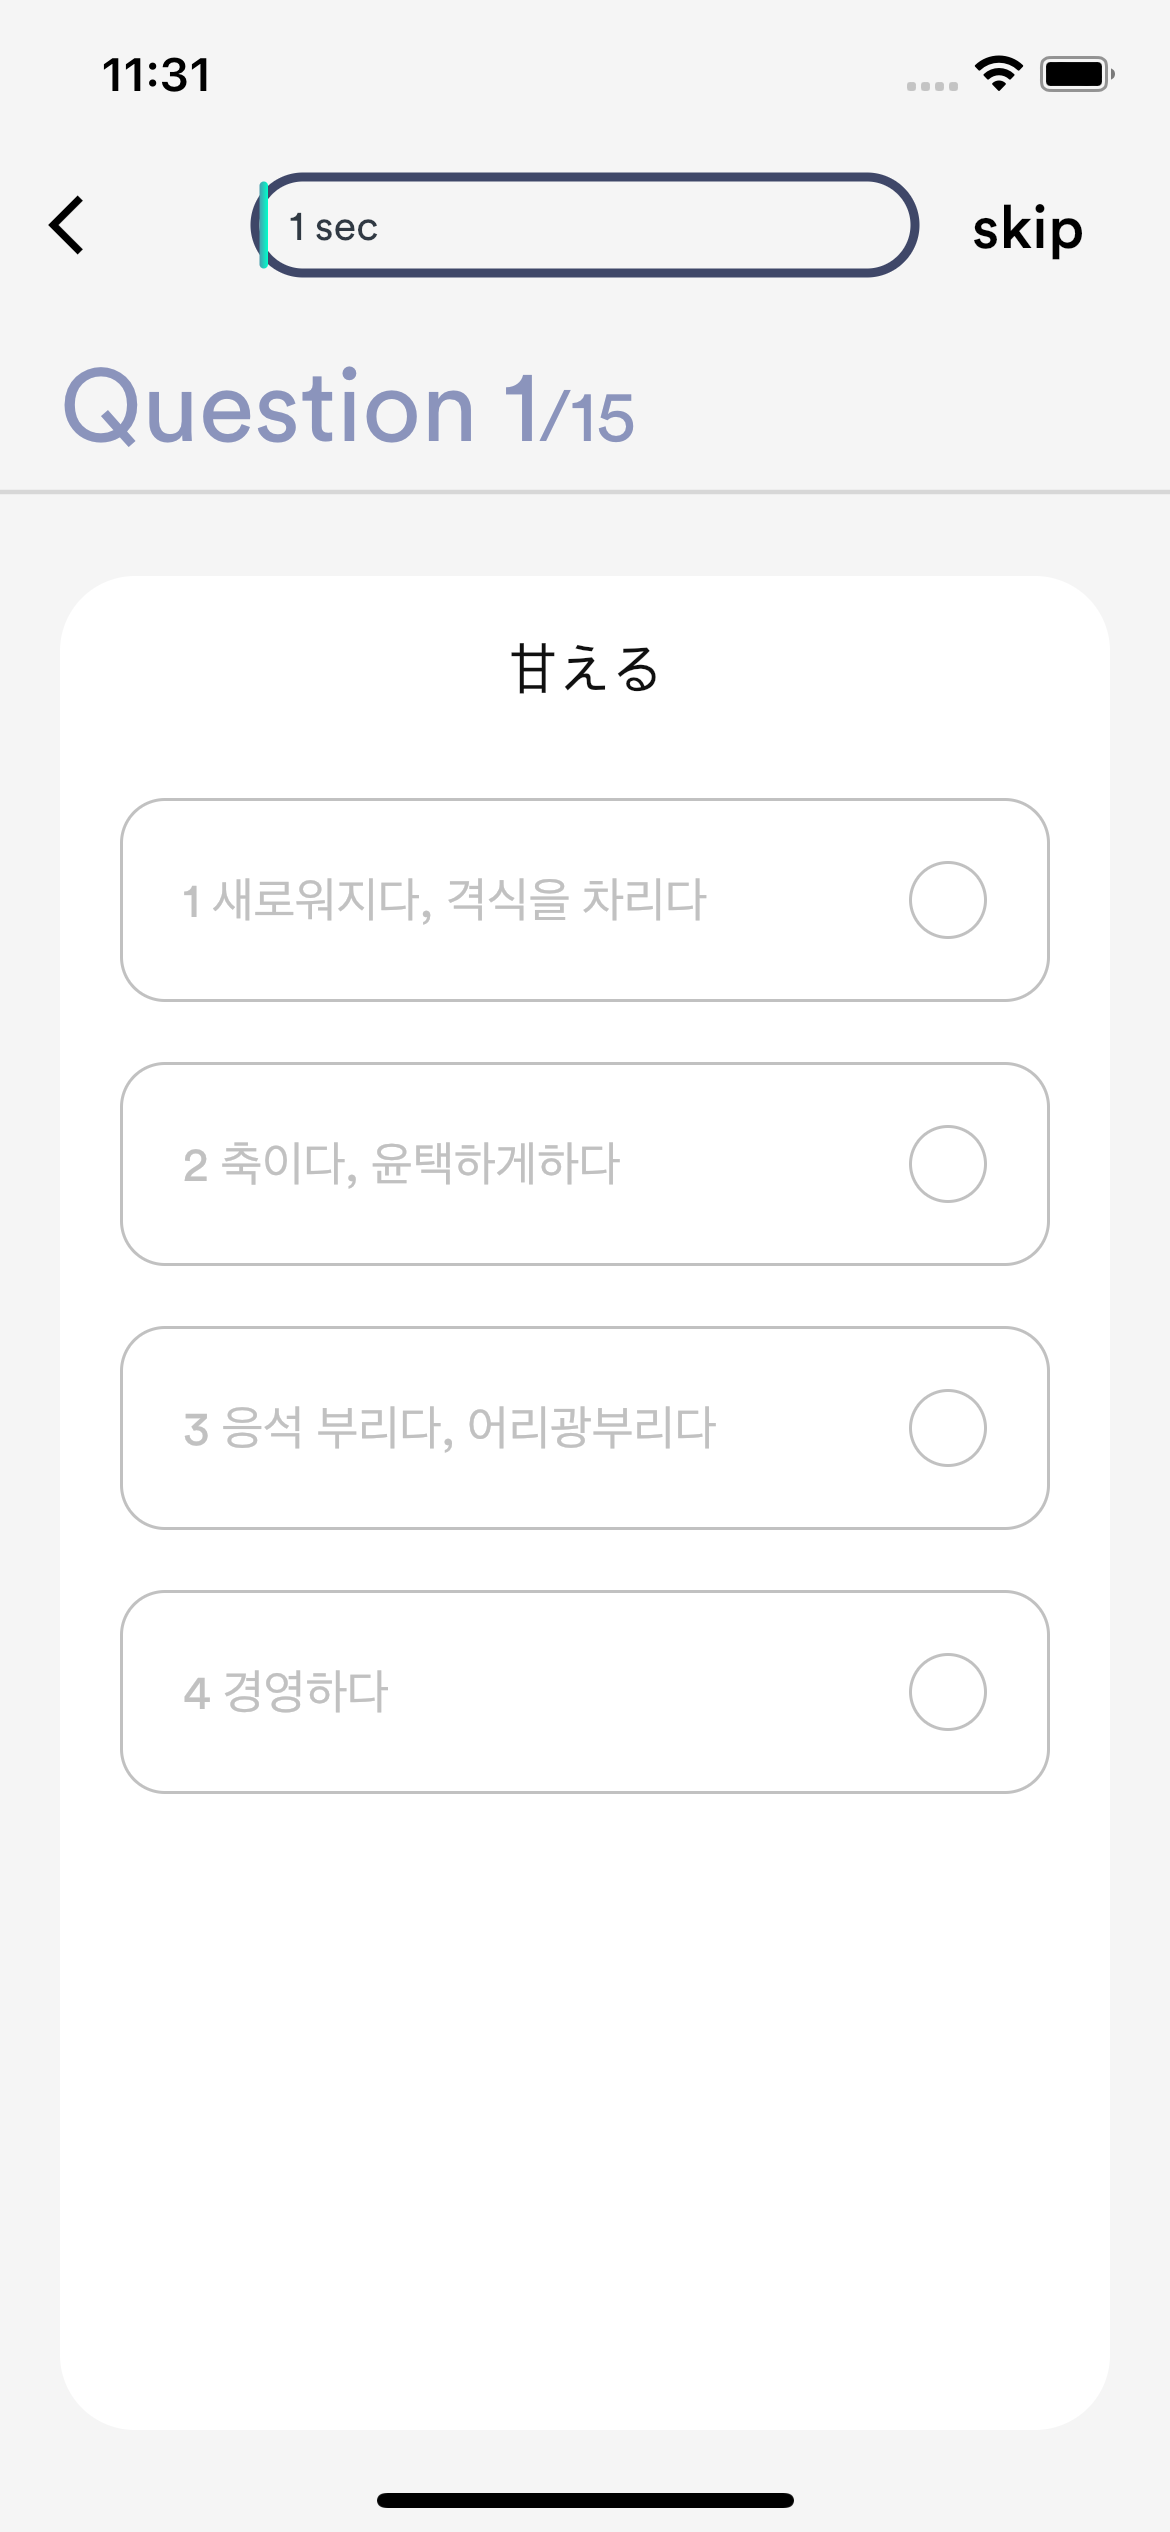 11:31
1 sec
skip
Question 1/15
甘える
1 새로워지다, 격식을 차리다
2 축이다, 윤택하게하다
3 응석 부리다, 어리광부리다
4 경영하다